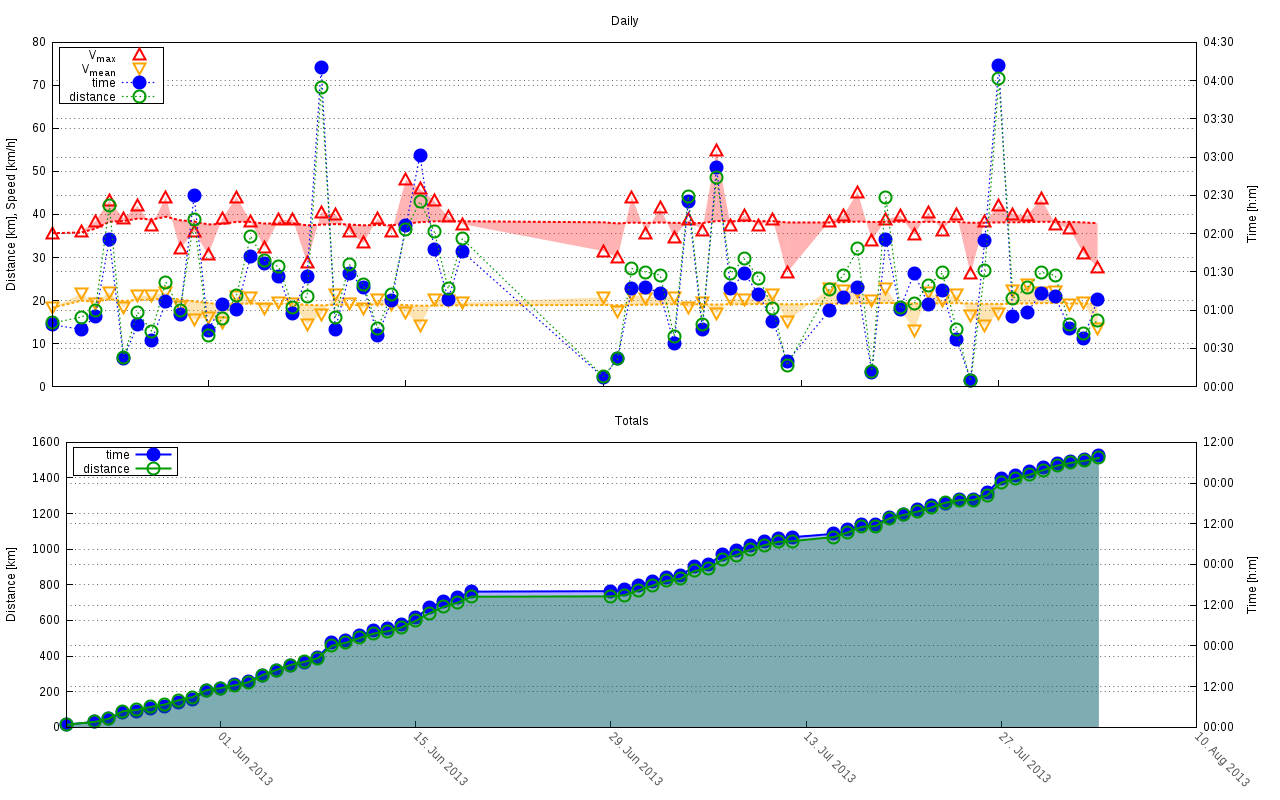 Daily
Distance [km], Speed [km/h]
80
70
60
50
40
30
20
10
0
Vmax
Vmean
time
distance
04:30
04:00
03:30
03:00
02:30
02:00
01:30
01:00
00:30
00:00
Time [h:m]
Totals
Distance [km]
1600
1400
1200
1000
800
600
400
200
0
time
distance
12:00
00:00
12:00
00:00
12:00
00:00
12:00
00:00
Time [h:m]
01. Jun 2013
15. Jun 2013
29. Jun 2013
13. Jul 2013
27. Jul 2013
10. Aug 2013